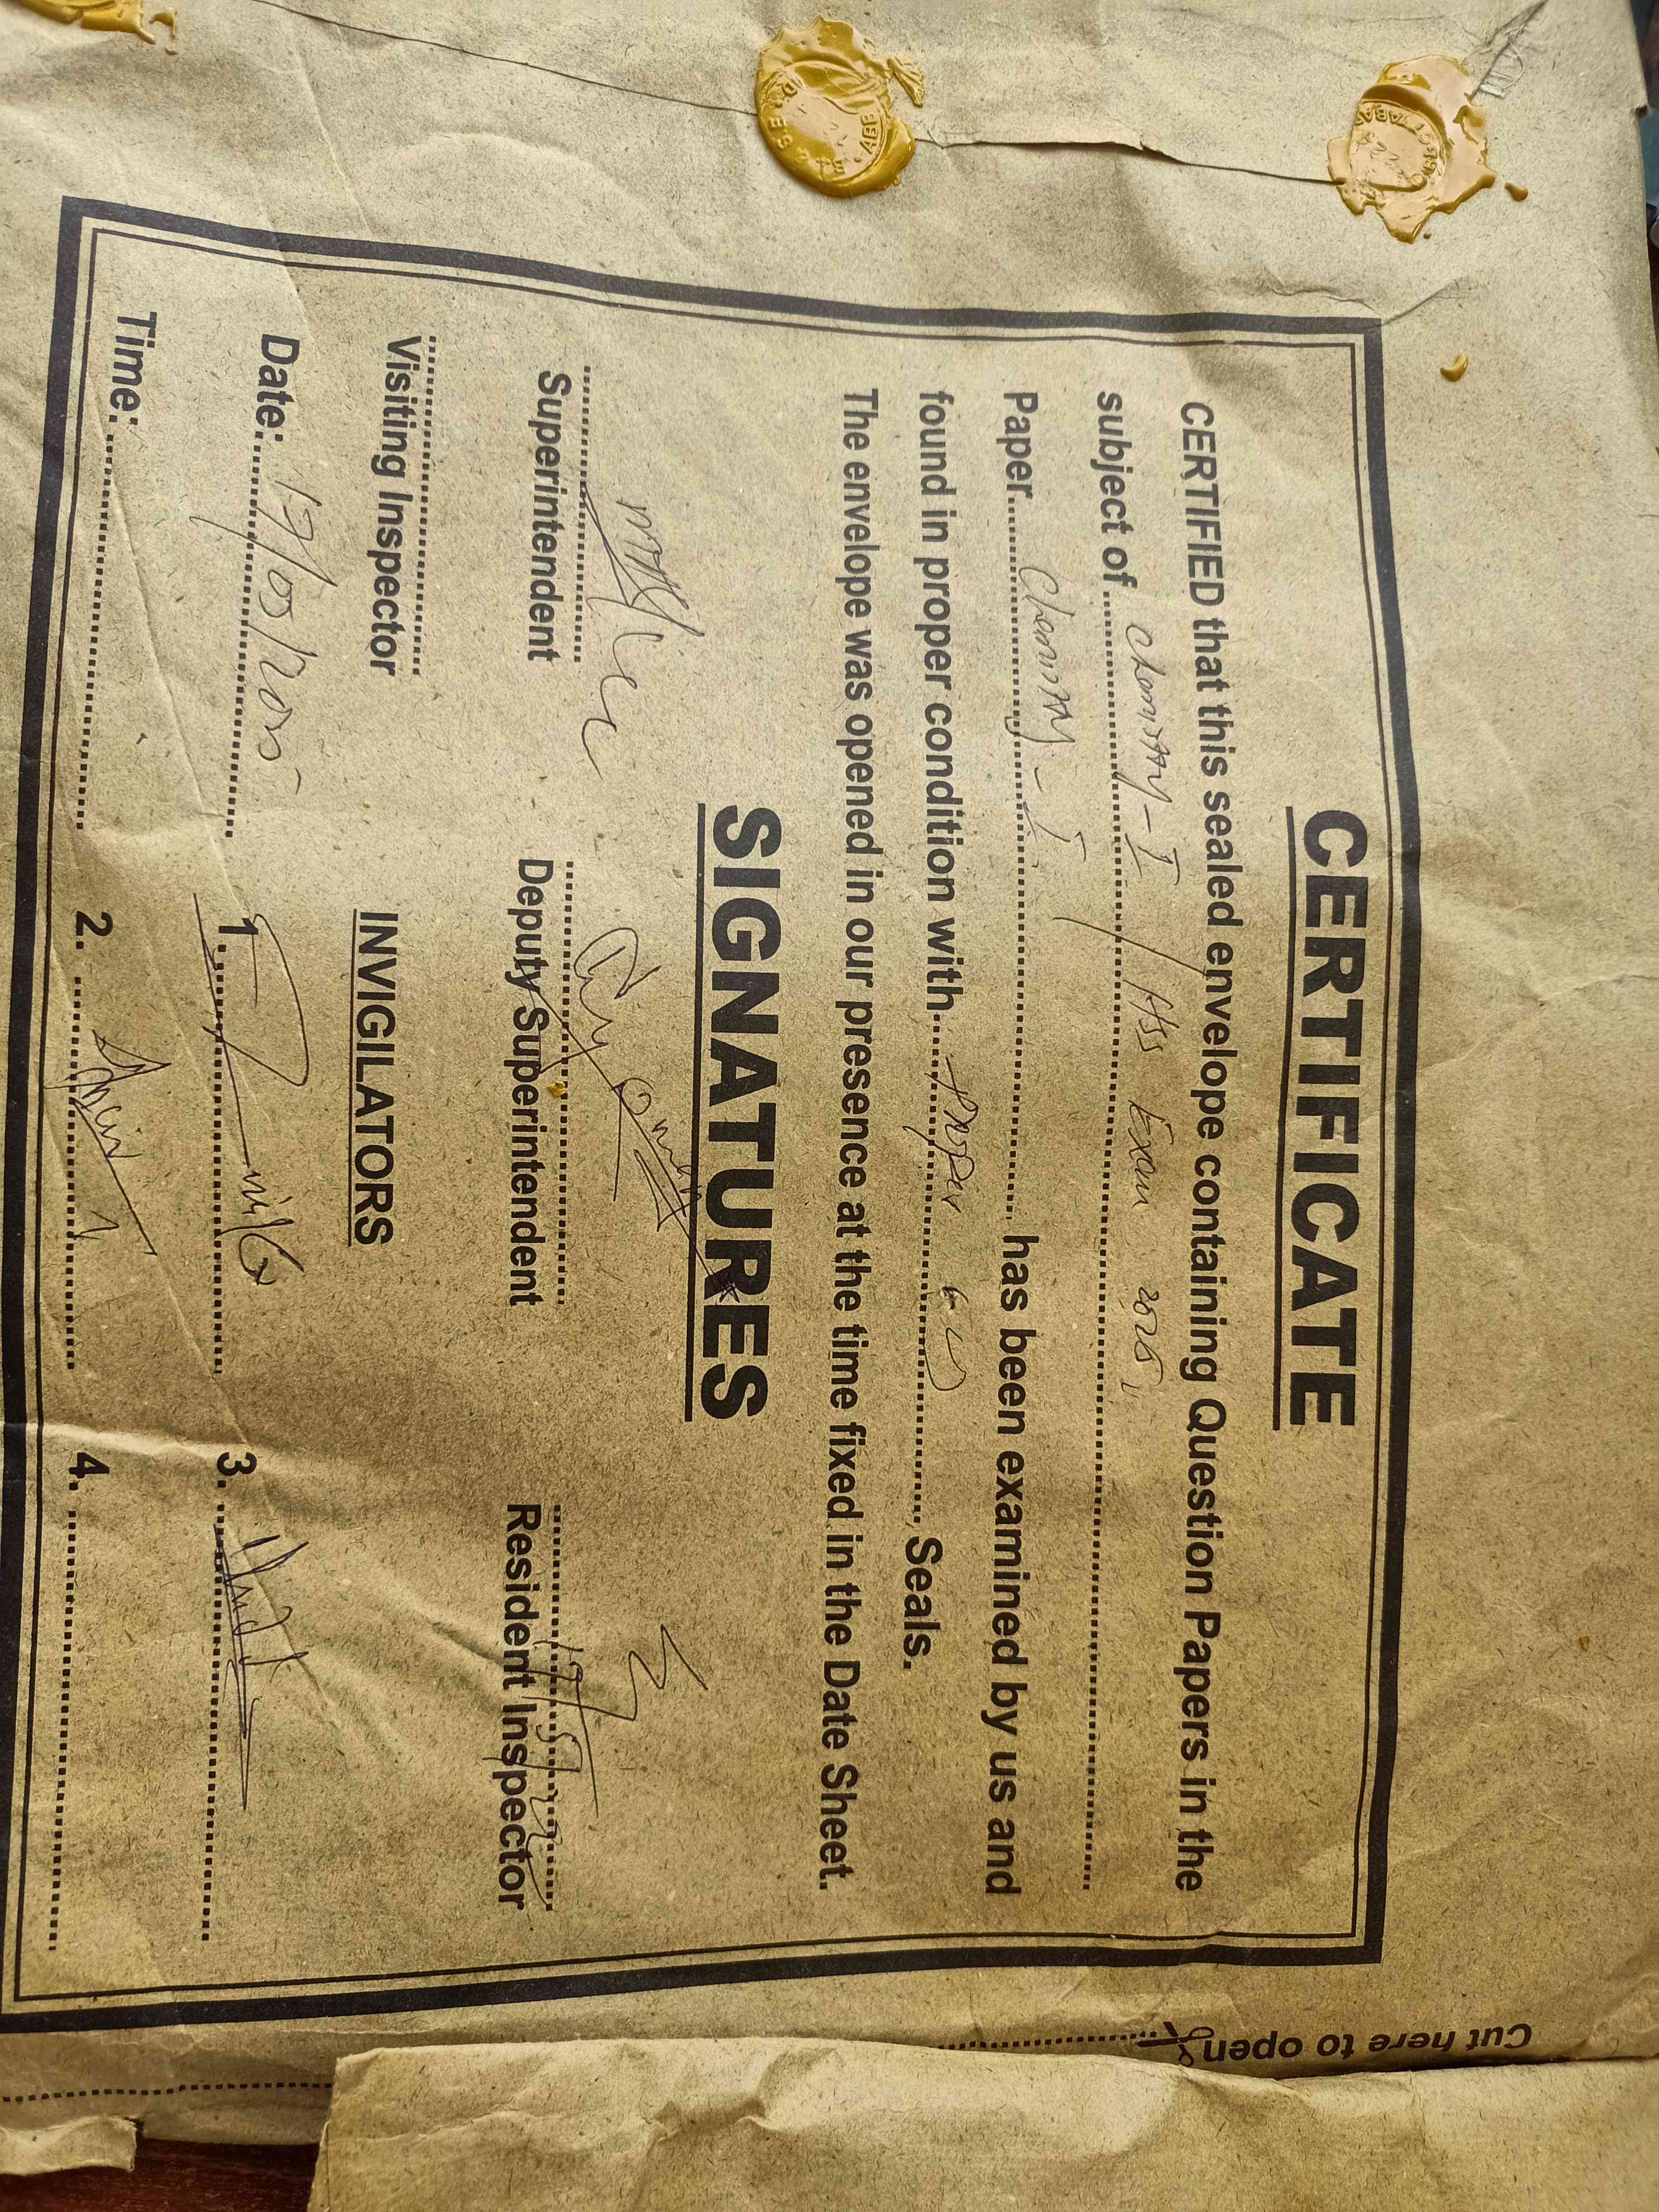 CERTIFICATE
CERTIFIED that this sealed envelope containing Question Papers in the
subject of Chemistry-I / Hss Exam 2025
Paper Chemistry-I has been examined by us and
found in proper condition with proper Seals.
The envelope was opened in our presence at the time fixed in the Date Sheet.
SIGNATURES
Superintendent Deputy Superintendent Resident Inspector
Visiting Inspector
INVIGILATORS
Date: 19/05/2025 1. 3.
Time: 2. 4.
Cut here to open